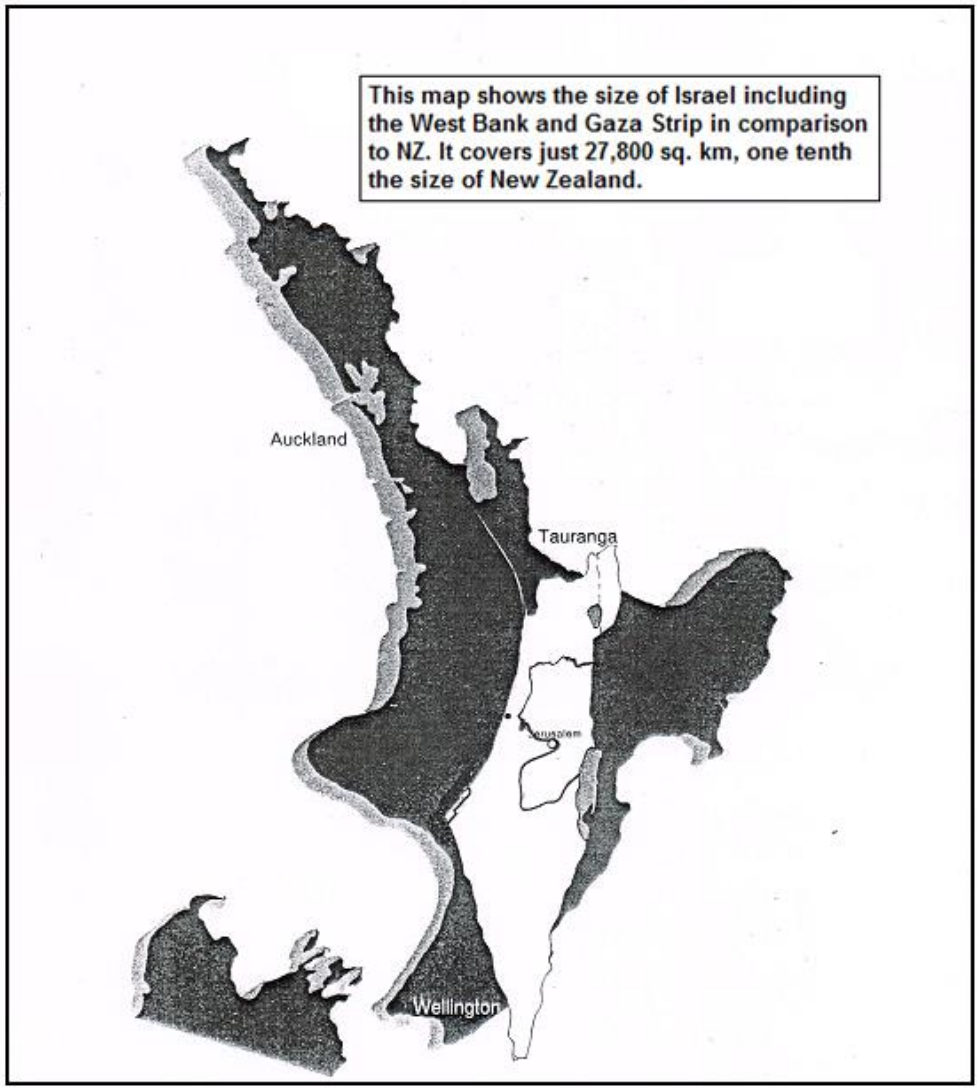 This map shows the size of Israel including
the West Bank and Gaza Strip in comparison
to NZ. It covers just 27,800 sq. km, one tenth
the size of New Zealand.
Auckland
Tauranga
Jerusalem
Wellington